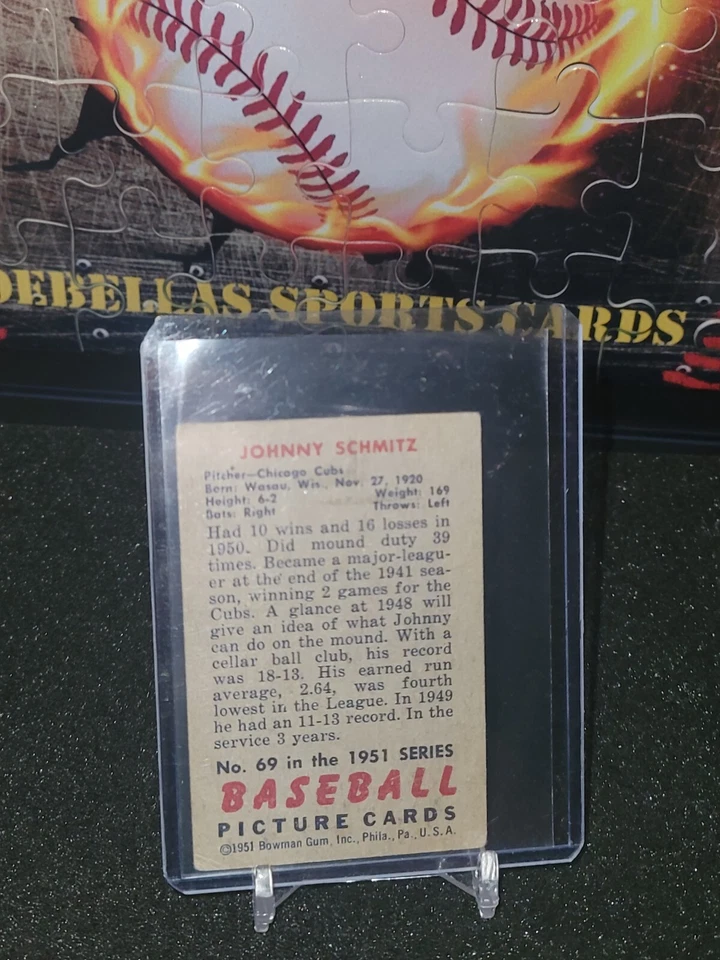 DEBELLAS SPORTS CARDS
JOHNNY SCHMITZ
Pitcher—Chicago Cubs
Born: Wasau, Wis., Nov. 27, 1920
Height: 6-2 Weight: 169
Bats: Right Throws: Left
Had 10 wins and 16 losses in
1950. Did mound duty 39
times. Became a major-leagu-
er at the end of the 1941 sea-
son, winning 2 games for the
Cubs. A glance at 1948 will
give an idea of what Johnny
can do on the mound. With a
cellar ball club, his record
was 18-13. His earned run
average, 2.64, was fourth
lowest in the League. In 1949
he had an 11-13 record. In the
service 3 years.
No. 69 in the 1951 SERIES
BASEBALL
PICTURE CARDS
©1951 Bowman Gum, Inc., Phila., Pa., U.S.A.